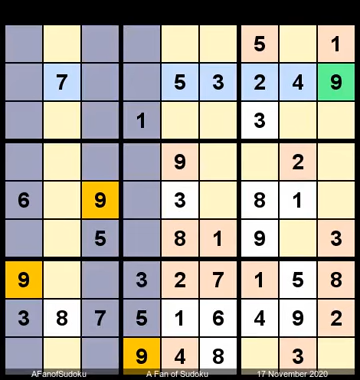 5 1
7 5 3 2 4 9
1 3
9 2
6 9 3 8 1
5 8 1 9 3
9 3 2 7 1 5 8
3 8 7 5 1 6 4 9 2
9 4 8 3
AFanofSudoku A Fan of Sudoku 17 November 2020